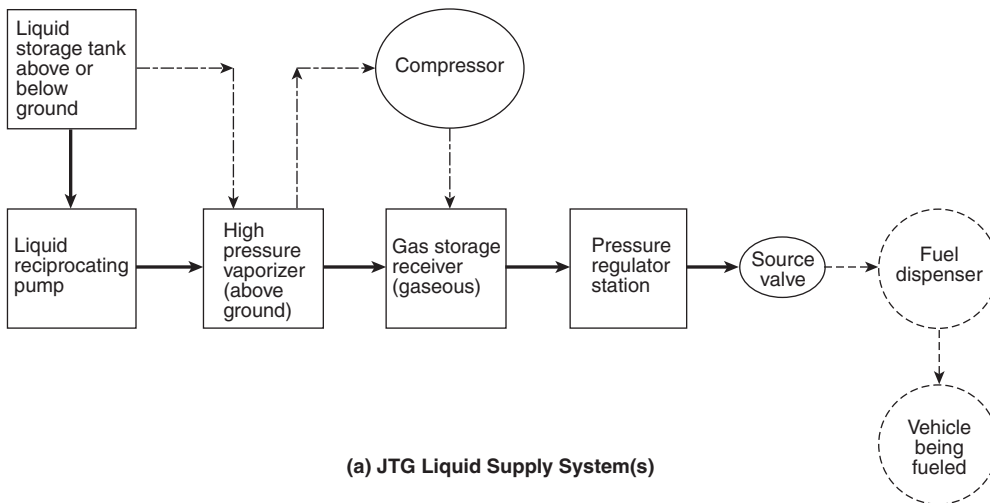 Liquid
storage tank
above or
below
ground
Compressor
Liquid
reciprocating
pump
High
pressure
vaporizer
(above
ground)
Gas storage
receiver
(gaseous)
Pressure
regulator
station
Source
valve
Fuel
dispenser
Vehicle
being
fueled
(a) JTG Liquid Supply System(s)